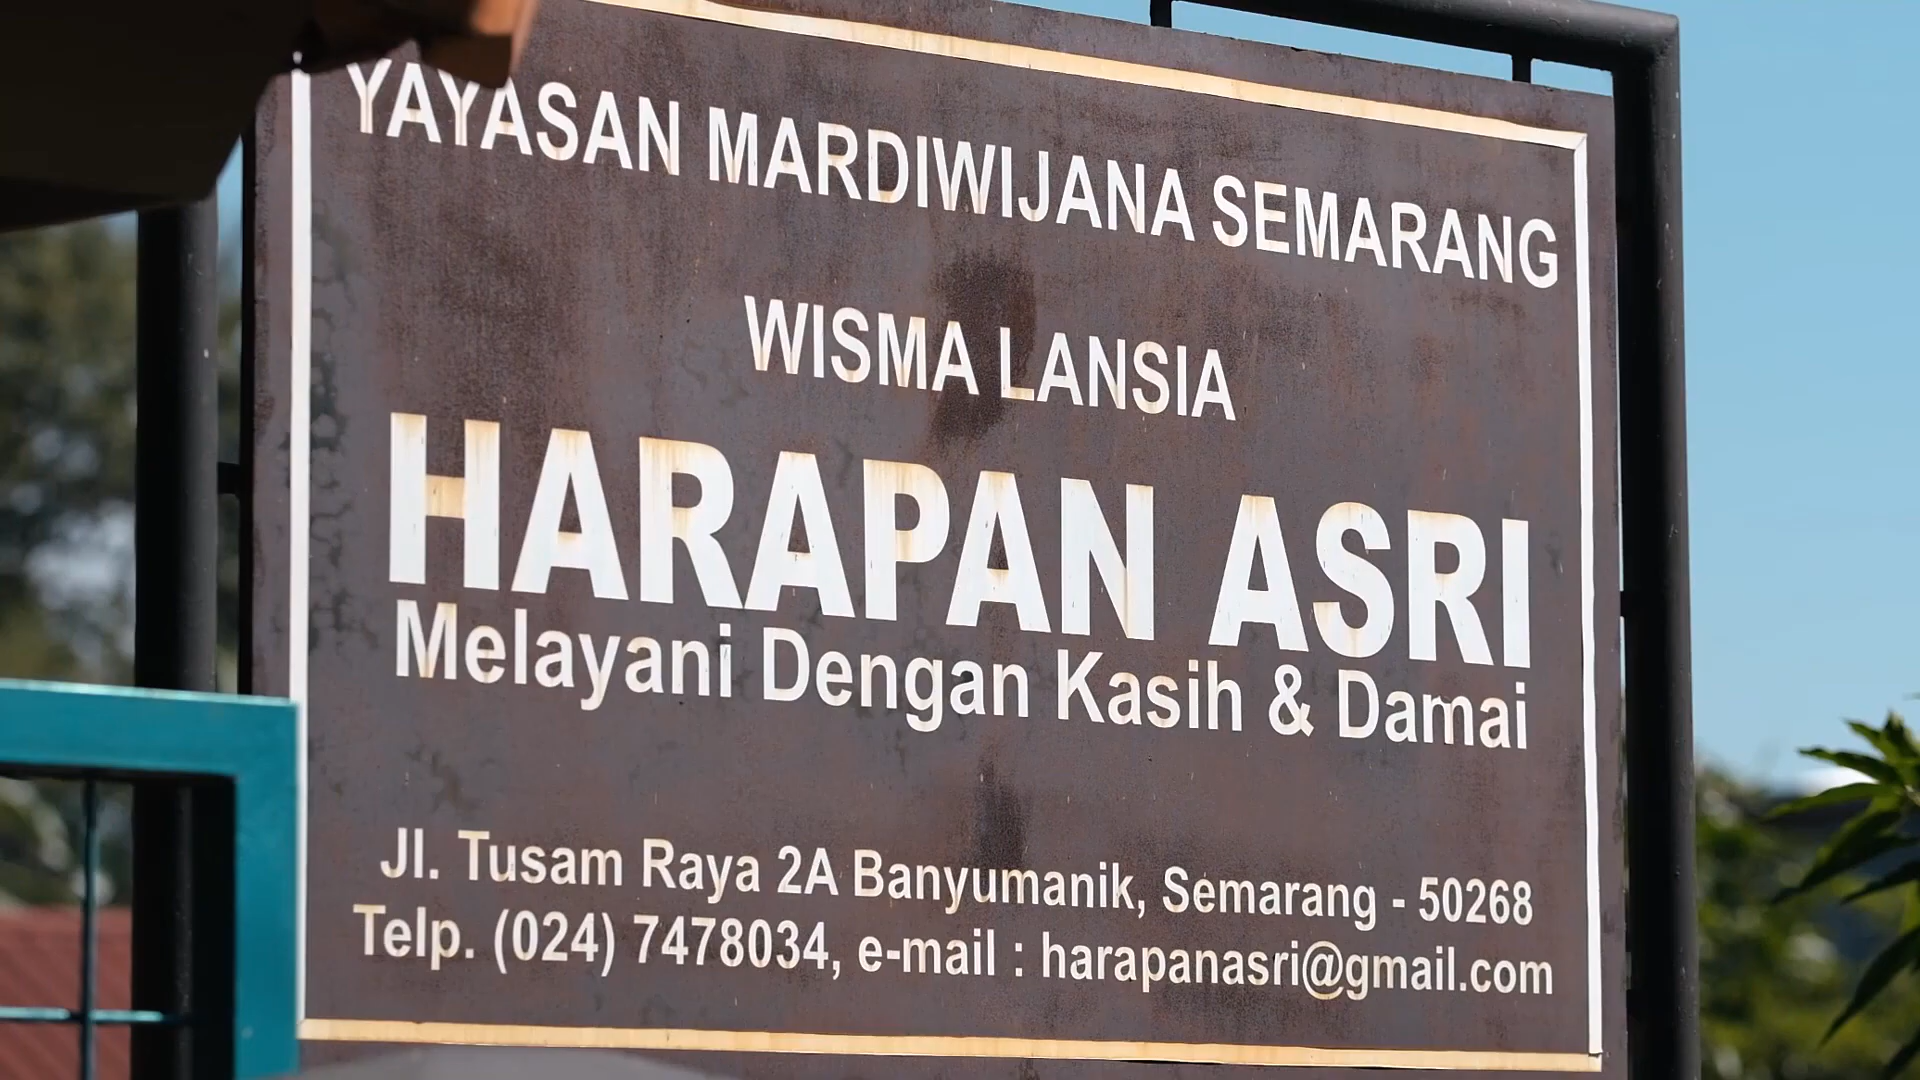 YAYASAN MARDIWIJANA SEMARANG
WISMA LANSIA
HARAPAN ASRI
Melayani Dengan Kasih & Damai
Jl. Tusam Raya 2A Banyumanik, Semarang - 50268
Telp. (024) 7478034, e-mail : harapanasri@gmail.com